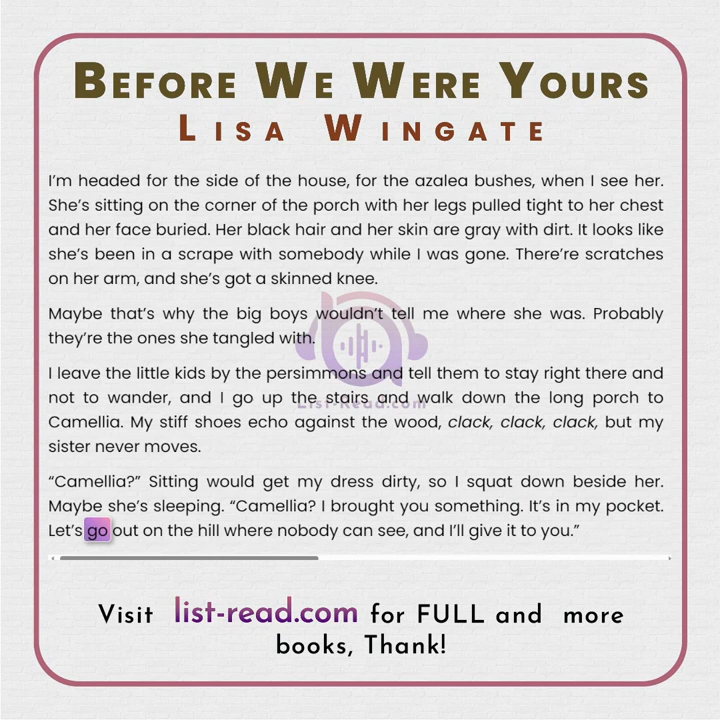 Before We Were Yours
Lisa Wingate
I'm headed for the side of the house, for the azalea bushes, when I see her.
She's sitting on the corner of the porch with her legs pulled tight to her chest
and her face buried. Her black hair and her skin are gray with dirt. It looks like
she's been in a scrape with somebody while I was gone. There're scratches
on her arm, and she's got a skinned knee.
Maybe that's why the big boys wouldn't tell me where she was. Probably
they're the ones she tangled with.
I leave the little kids by the persimmons and tell them to stay right there and
not to wander, and I go up the stairs and walk down the long porch to
List-Read.com
Camellia. My stiff shoes echo against the wood, clack, clack, clack, but my
sister never moves.
“Camellia?” Sitting would get my dress dirty, so I squat down beside her.
Maybe she's sleeping. “Camellia? I brought you something. It's in my pocket.
Let's go out on the hill where nobody can see, and I'll give it to you.”
Visit list-read.com for FULL and more
books, Thank!